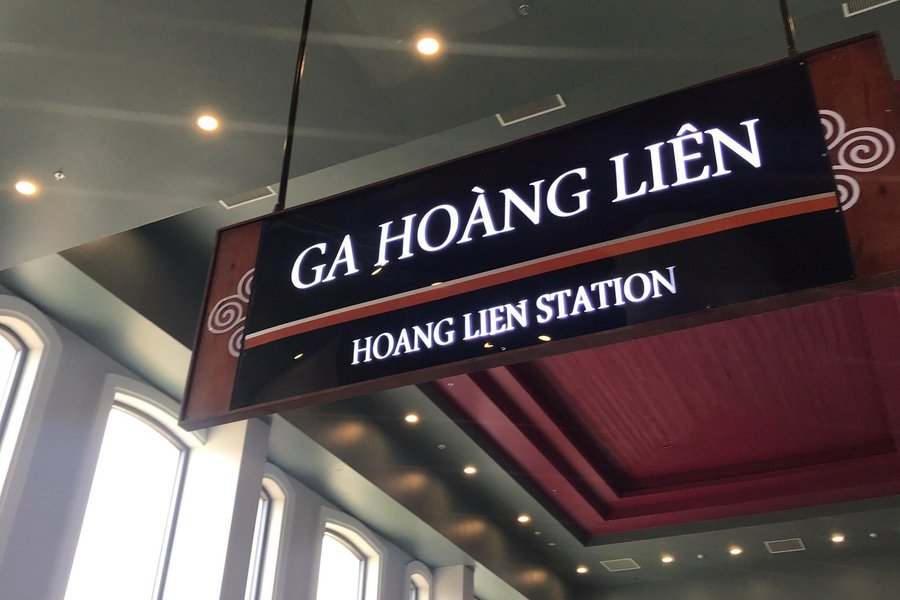 GA HOÀNG LIÊN
HOANG LIEN STATION